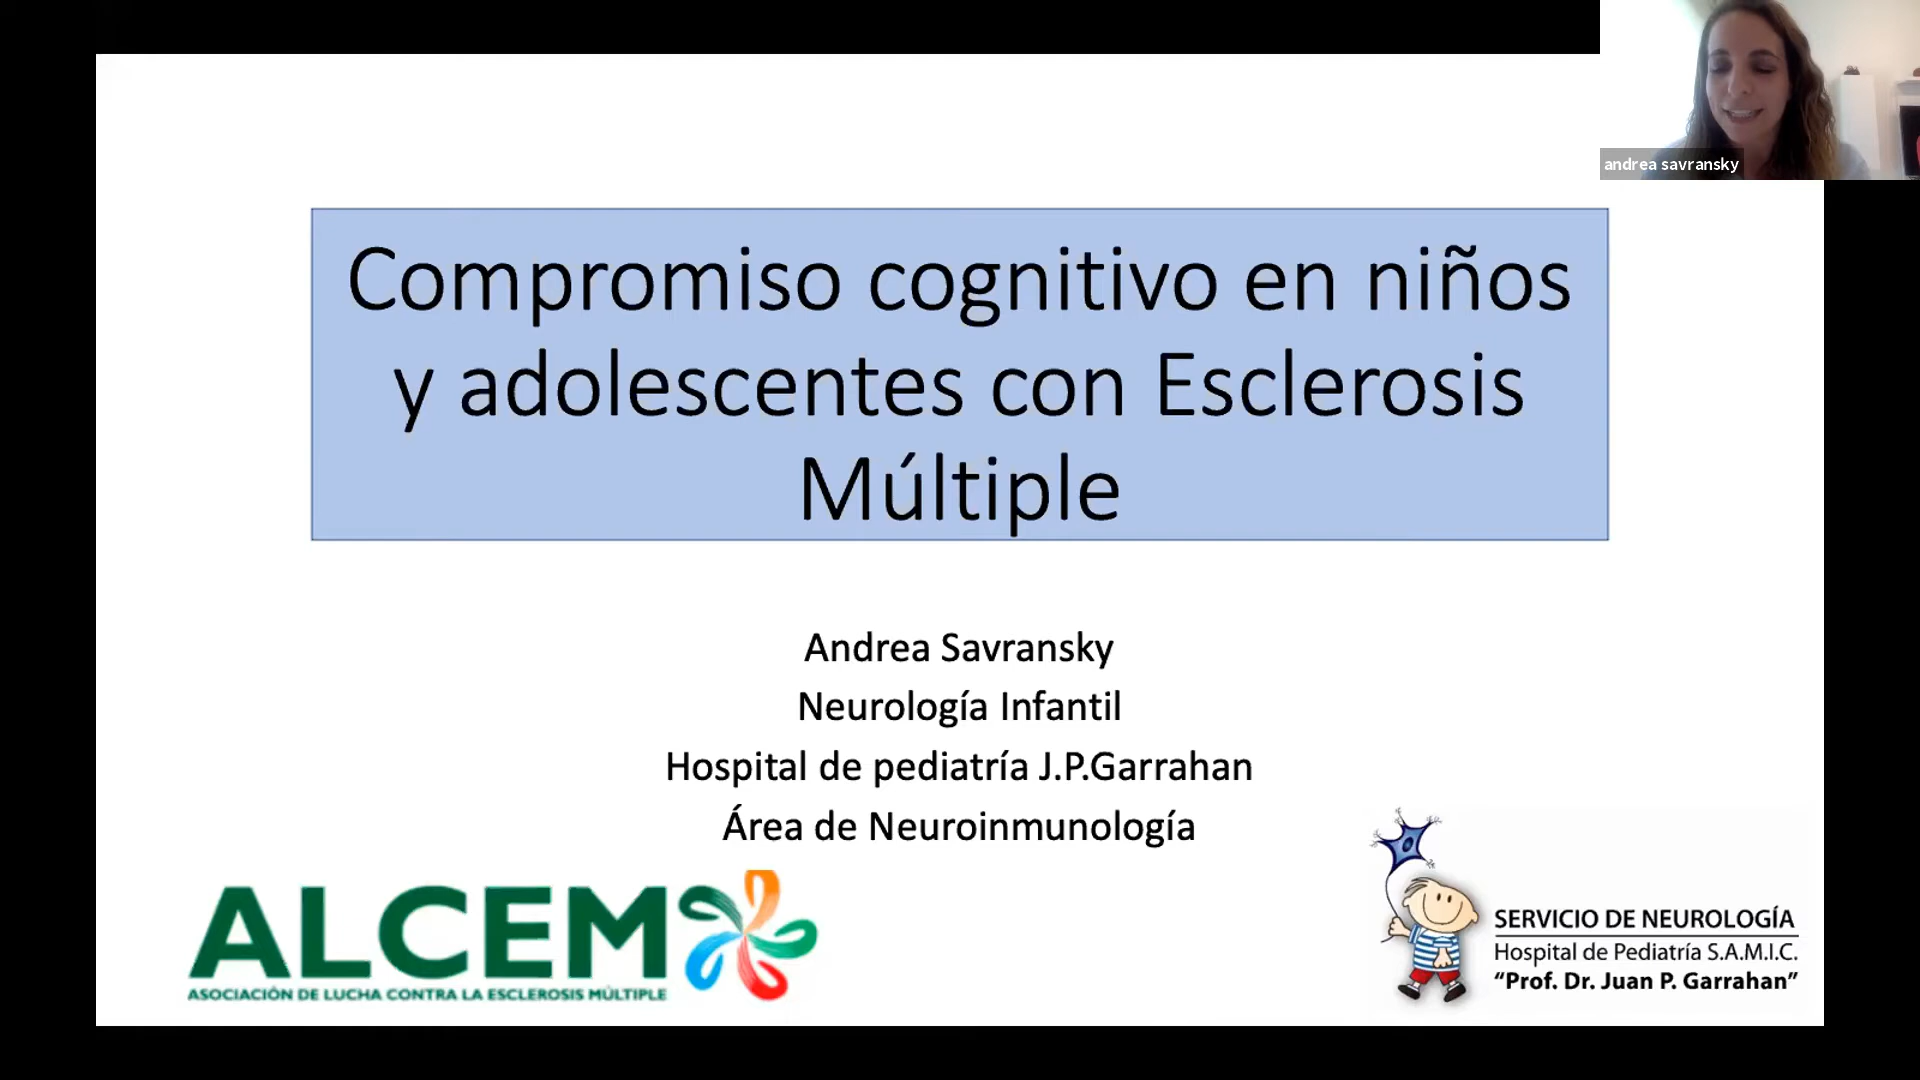 andrea savransky
Compromiso cognitivo en niños
y adolescentes con Esclerosis
Múltiple
Andrea Savransky
Neurología Infantil
Hospital de pediatría J.P.Garrahan
Área de Neuroinmunología
ALCEM
ASOCIACIÓN DE LUCHA CONTRA LA ESCLEROSIS MÚLTIPLE
SERVICIO DE NEUROLOGÍA
Hospital de Pediatría S.A.M.I.C.
“Prof. Dr. Juan P. Garrahan”